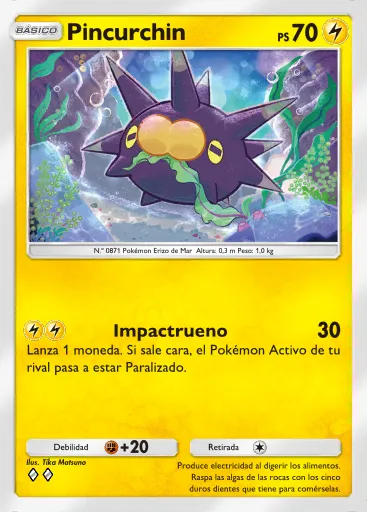 BÁSICO Pincurchin PS 70
N.º 0871 Pokémon Erizo de Mar Altura: 0,3 m Peso: 1,0 kg
Impactrueno 30
Lanza 1 moneda. Si sale cara, el Pokémon Activo de tu
rival pasa a estar Paralizado.
Debilidad +20 Retirada
Ilus. Tika Matsuno
Produce electricidad al digerir los alimentos.
Raspa las algas de las rocas con los cinco
duros dientes que tiene para comérselas.